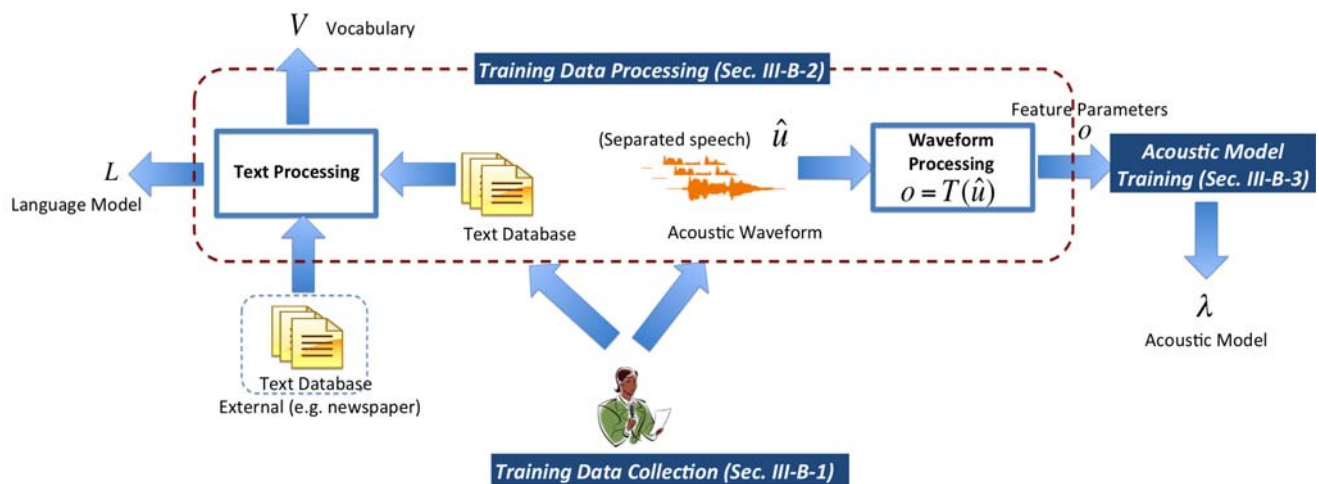 V Vocabulary
Training Data Processing (Sec. III-B-2)
Feature Parameters
o
(Separated speech) û
Waveform
Processing
o = T(û)
Text Processing
Acoustic Model
Training (Sec. III-B-3)
L
Language Model
Text Database
Acoustic Waveform
λ
Acoustic Model
Text Database
External (e.g. newspaper)
Training Data Collection (Sec. III-B-1)